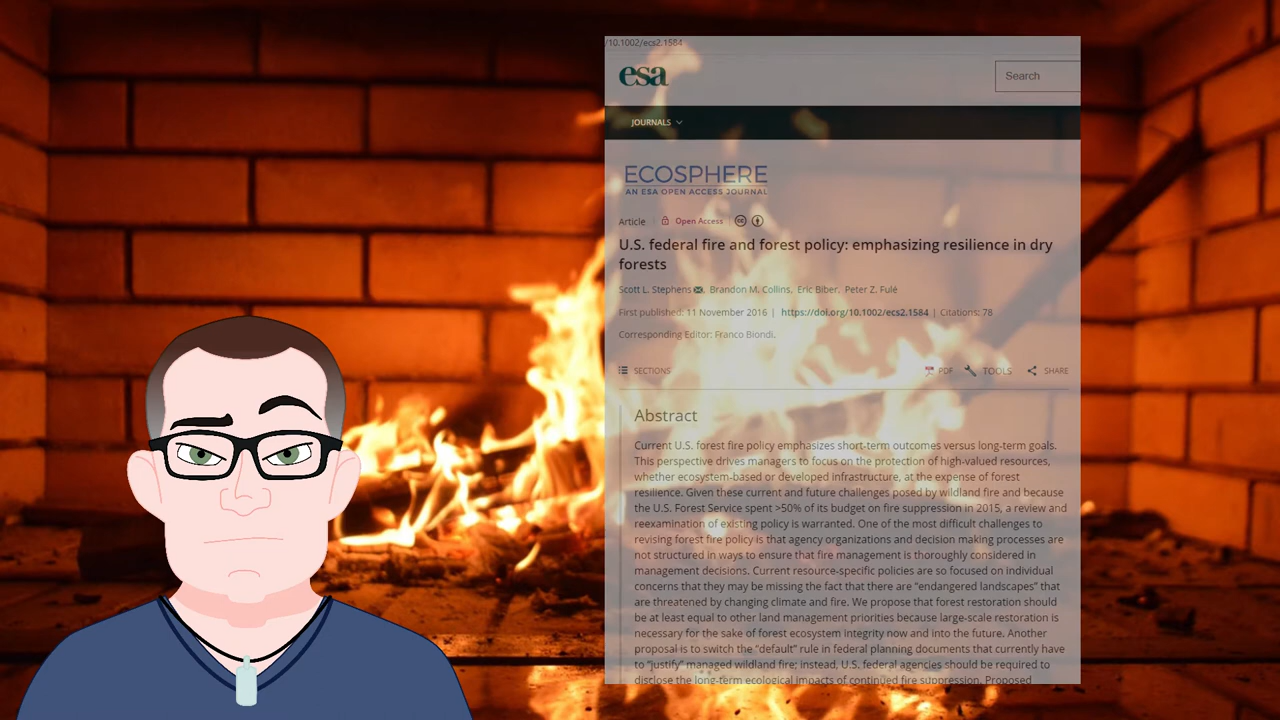 /10.1002/ecs2.1584
esa
Search
JOURNALS
ECOSPHERE
AN ESA OPEN ACCESS JOURNAL
Article Open Access
U.S. federal fire and forest policy: emphasizing resilience in dry
forests
Scott L. Stephens, Brandon M. Collins, Eric Biber, Peter Z. Fulé
First published: 11 November 2016 | https://doi.org/10.1002/ecs2.1584 | Citations: 78
Corresponding Editor: Franco Biondi.
SECTIONS PDF TOOLS SHARE
Abstract
Current U.S. forest fire policy emphasizes short-term outcomes versus long-term goals.
This perspective drives managers to focus on the protection of high-valued resources,
whether ecosystem-based or developed infrastructure, at the expense of forest
resilience. Given these current and future challenges posed by wildland fire and because
the U.S. Forest Service spent >50% of its budget on fire suppression in 2015, a review and
reexamination of existing policy is warranted. One of the most difficult challenges to
revising forest fire policy is that agency organizations and decision making processes are
not structured in ways to ensure that fire management is thoroughly considered in
management decisions. Current resource-specific policies are so focused on individual
concerns that they may be missing the fact that there are “endangered landscapes” that
are threatened by changing climate and fire. We propose that forest restoration should
be at least equal to other land management priorities because large-scale restoration is
necessary for the sake of forest ecosystem integrity now and into the future. Another
proposal is to switch the “default” rule in federal planning documents that currently have
to “justify” managed wildland fire; instead, U.S. federal agencies should be required to
disclose the long-term ecological impacts of continued fire suppression. Proposed